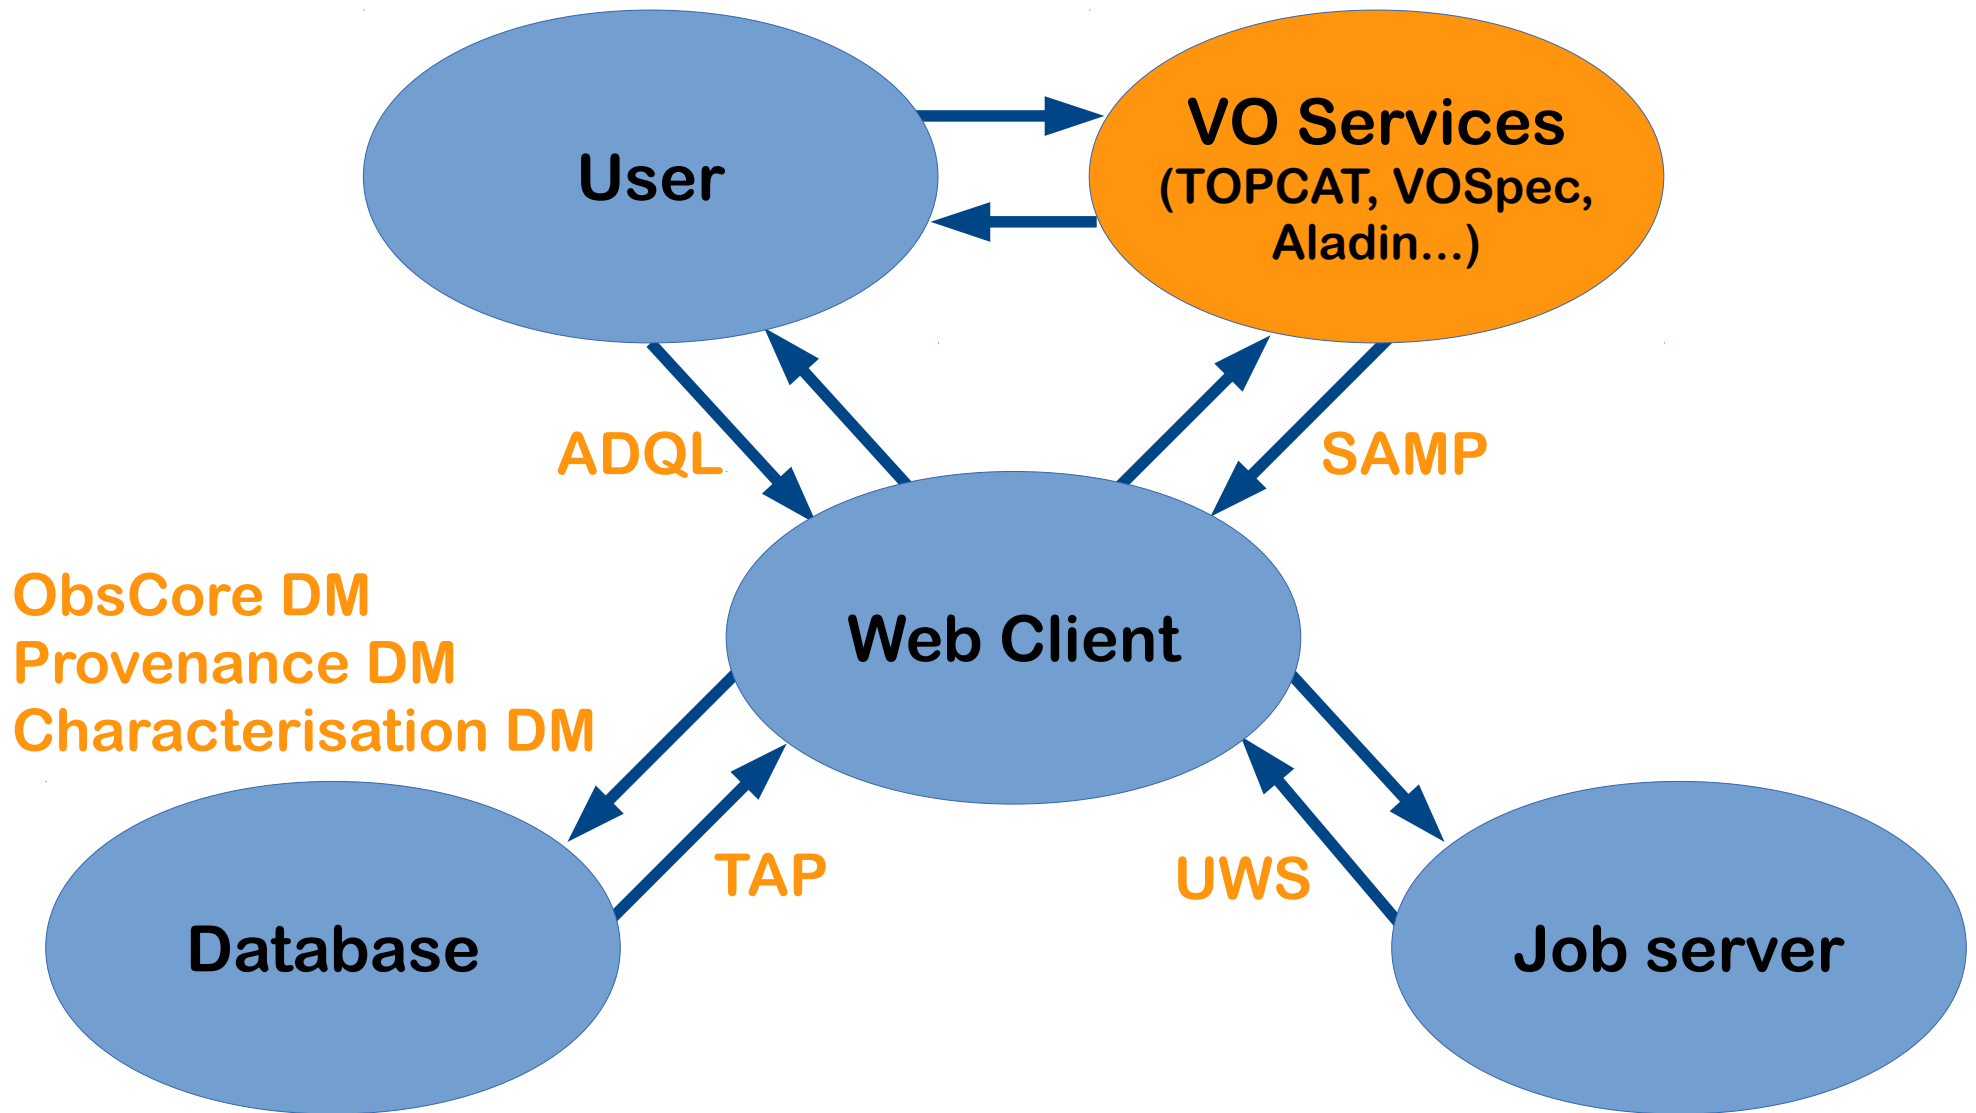 User
VO Services
(TOPCAT, VOSpec,
Aladin...)
ADQL
SAMP
ObsCore DM
Provenance DM
Characterisation DM
Web Client
TAP
UWS
Database
Job server